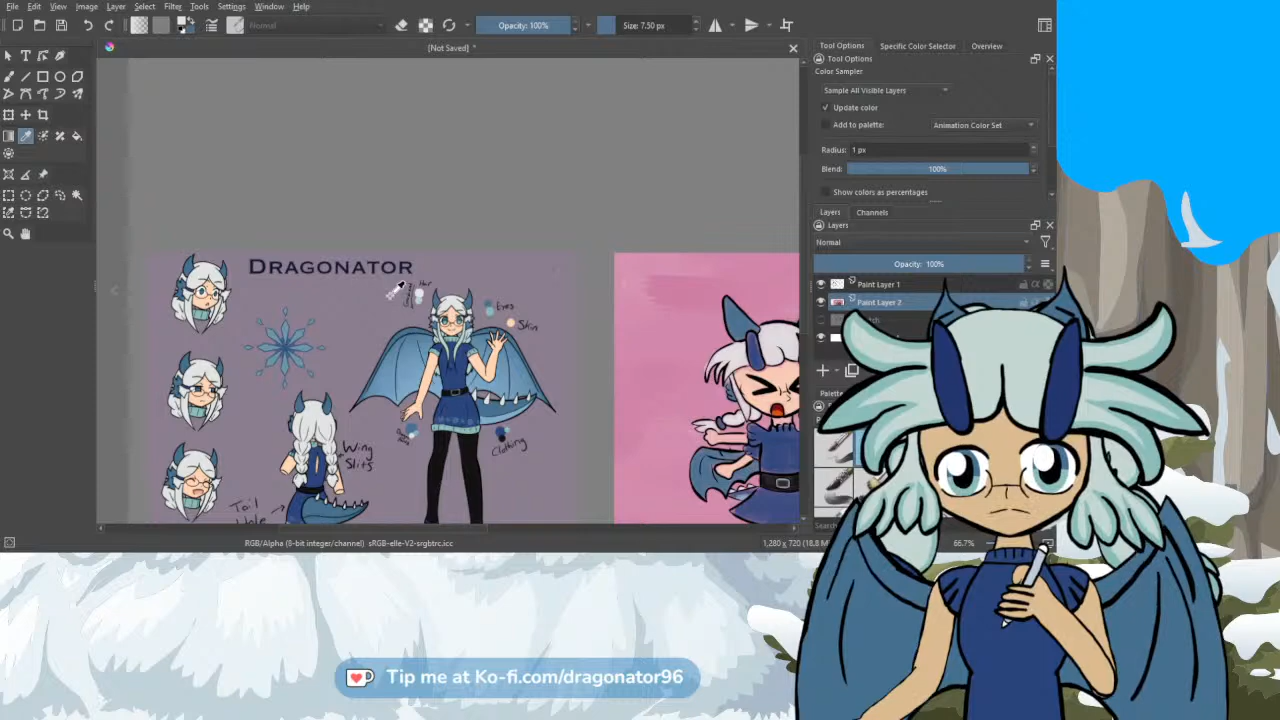 File Edit View Image Layer Select Filter Tools Settings Window Help
Normal Opacity: 100% Size: 7.50 px
[Not Saved] *
Tool Options Specific Color Selector Overview
Tool Options
Color Sampler
Sample All Visible Layers
Update color
Add to palette: Animation Color Set
Radius: 1 px
Blend: 100%
Show colors as percentages
Layers Channels
Layers
Normal
Opacity: 100%
Paint Layer 1
Paint Layer 2
DRAGONATOR
Eyes
Skin
Wing
Slits
Clothing
Tail
Hole
RGB/Alpha (8-bit integer/channel) sRGB-elle-V2-srgbtrc.icc
66.7%
Tip me at Ko-fi.com/dragonator96